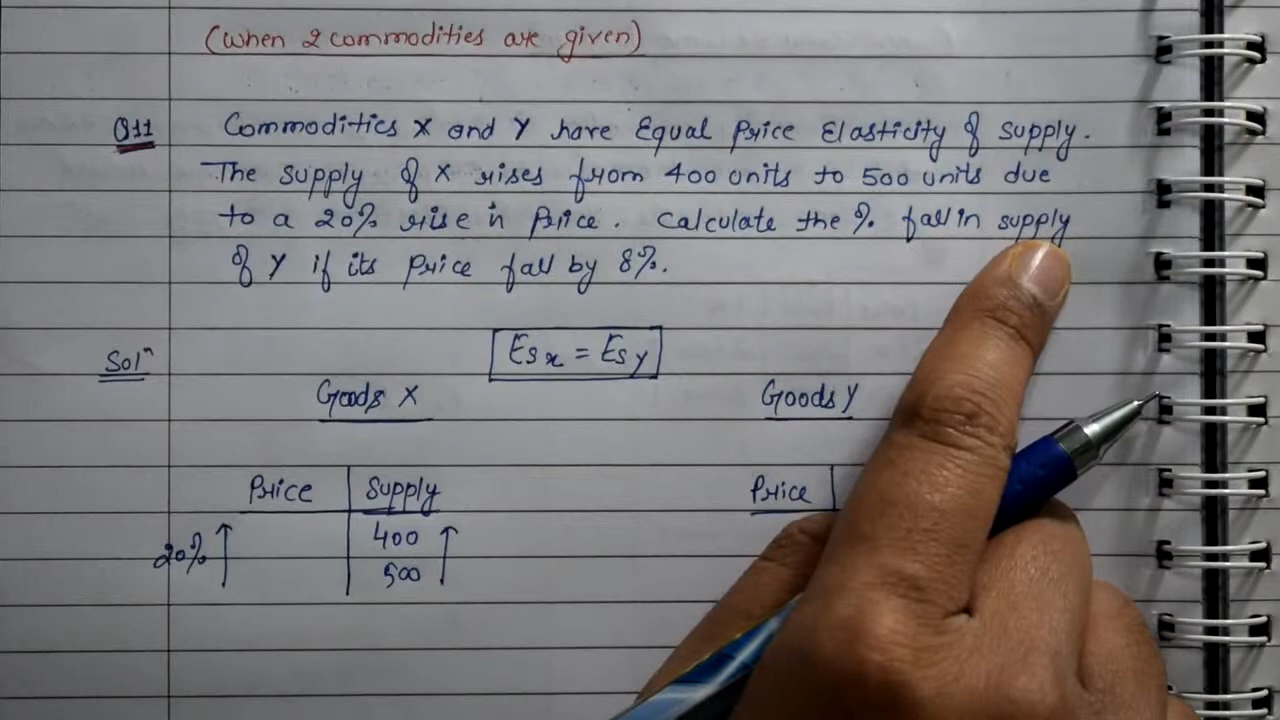 (when 2 commodities are given)
Q11 Commodities X and Y have Equal Price Elasticity of supply.
The supply of X rises from 400 units to 500 units due
to a 20% rise in Price. Calculate the % fall in supply
of Y if its Price fall by 8%.
Solⁿ Esx = Esy
Goods X Goods Y
Price Supply Price
20% 400
500